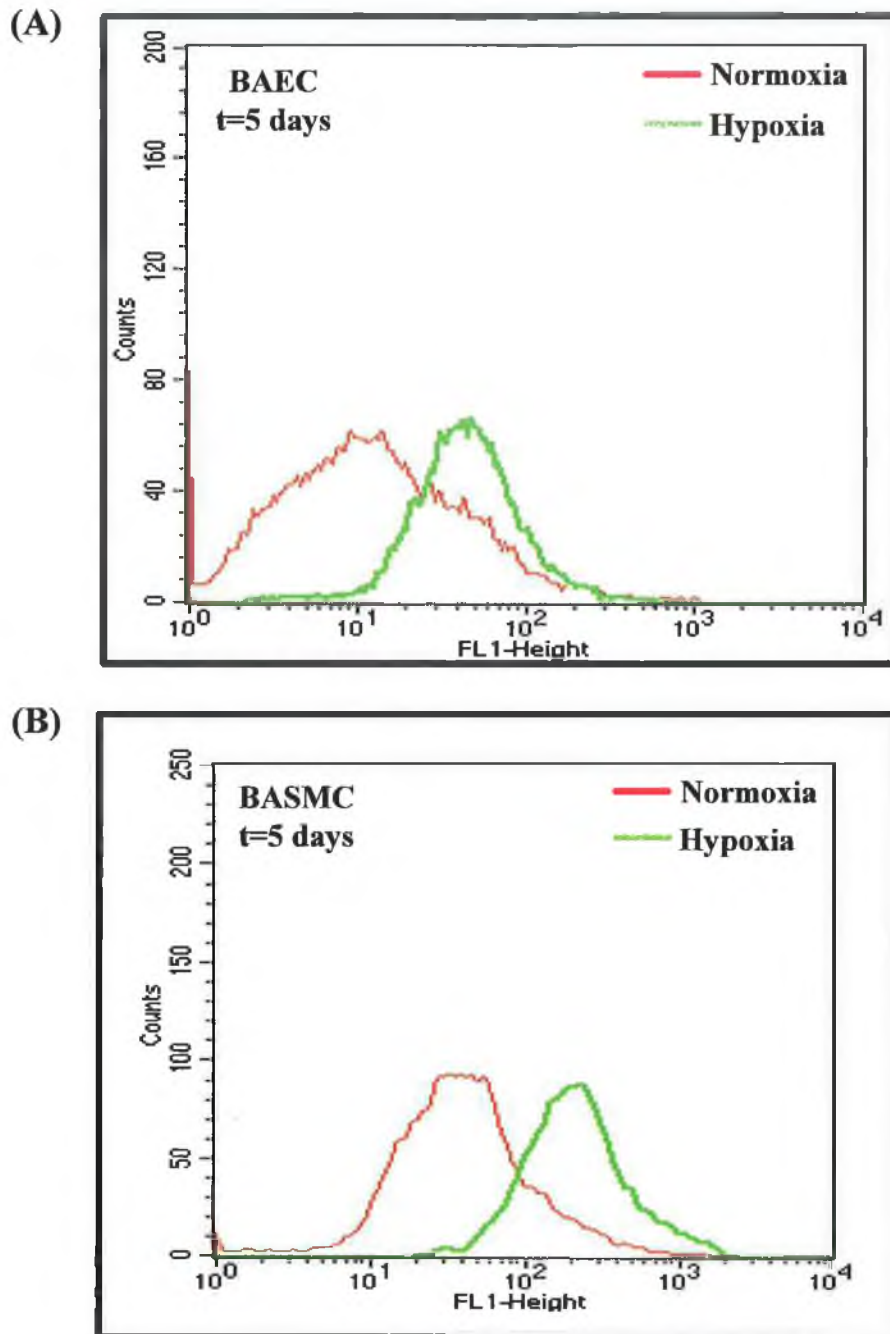 (A)
200
160
120
80
40
0
Counts
BAEC
t=5 days
Normoxia
Hypoxia
10^0 10^1 10^2 10^3 10^4
FL1-Height
(B)
250
200
150
100
50
0
Counts
BASMC
t=5 days
Normoxia
Hypoxia
10^0 10^1 10^2 10^3 10^4
FL1-Height